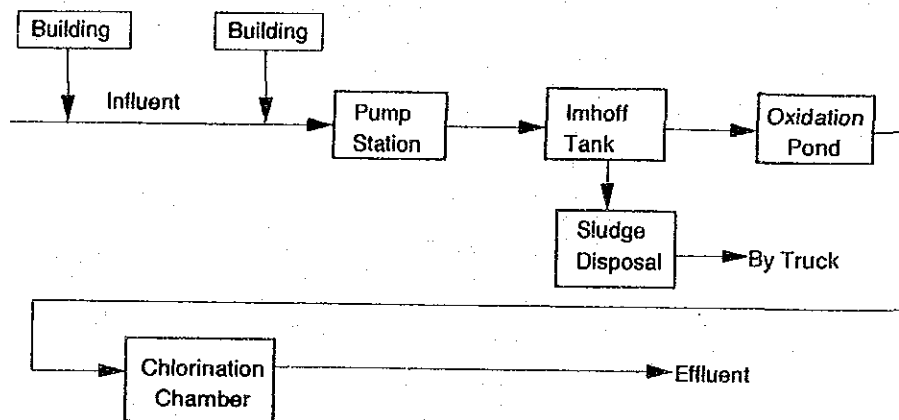 Building
Building
Influent
Pump
Station
Imhoff
Tank
Oxidation
Pond
Sludge
Disposal
By Truck
Chlorination
Chamber
Effluent